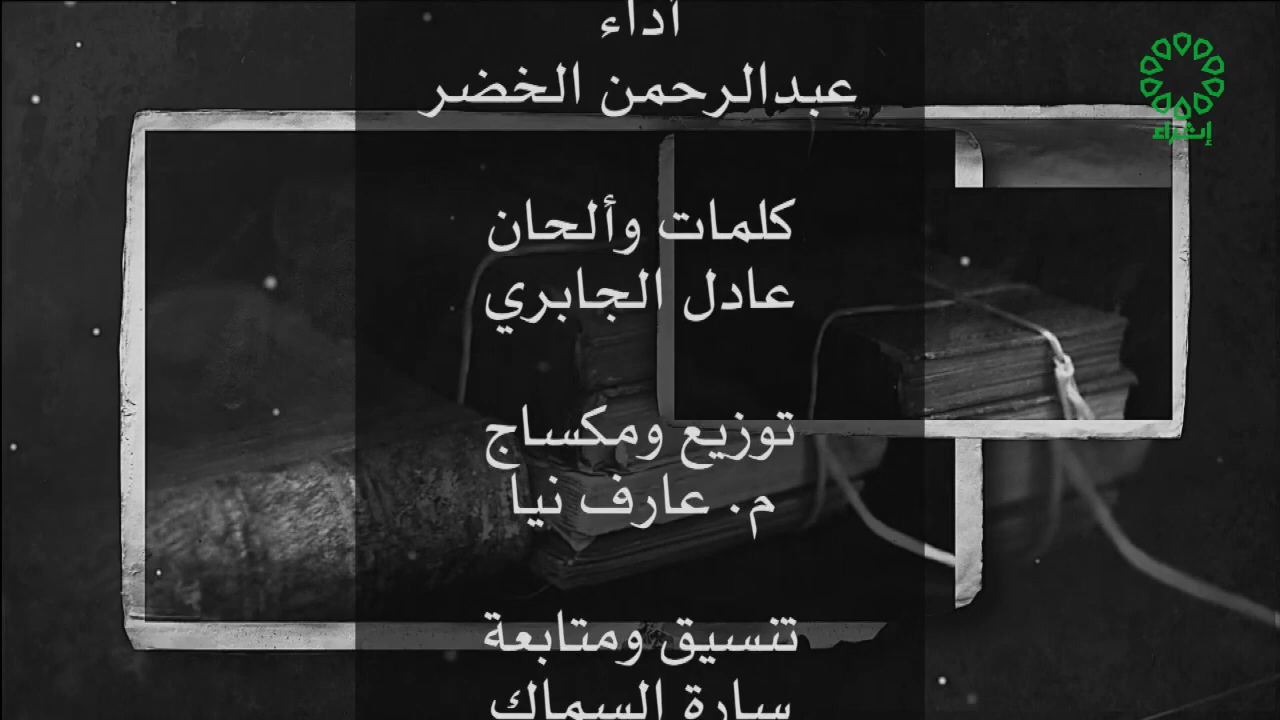 أداء
عبدالرحمن الخضر
كلمات وألحان
عادل الجابري
توزيع ومكساج
م. عارف نيا
تنسيق ومتابعة
سارة السماك
إثراء